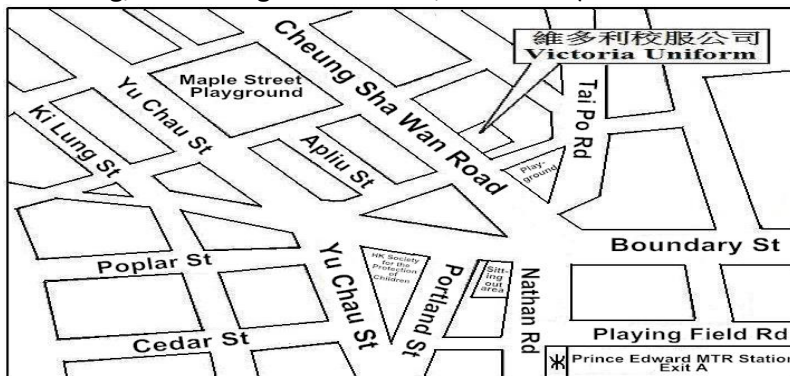 Cheung Sha Wan Road
維多利校服公司
Victoria Uniform
Maple Street
Playground
Yu Chau St
Ki Lung St
Apliu St
Tai Po Rd
Play-
ground
Boundary St
Poplar St
Yu Chau St
HK Society
for the
Protection
of
Children
Portland St
Sitt-
ing
out
area
Nathan Rd
Cedar St
Playing Field Rd
Prince Edward MTR Station
Exit A